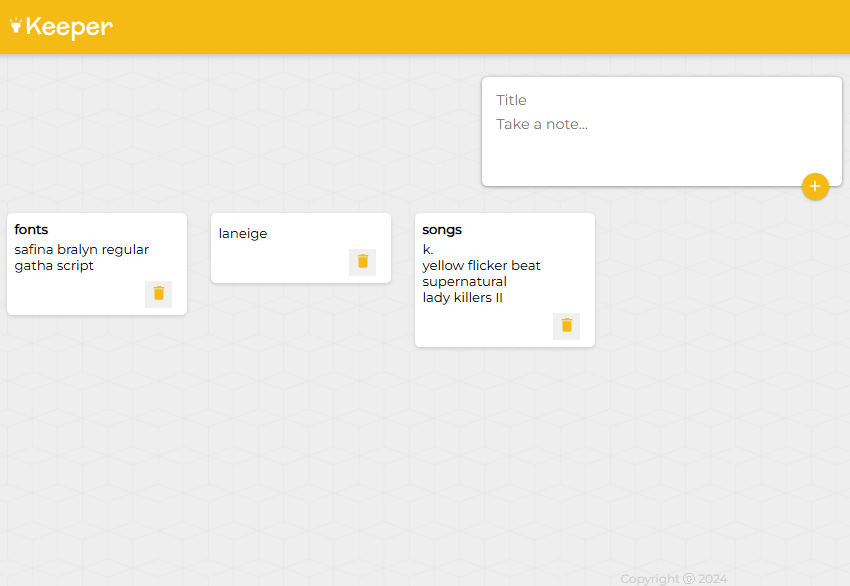 Keeper
Title
Take a note...
fonts
safina bralyn regular
gatha script
laneige
songs
k.
yellow flicker beat
supernatural
lady killers II
Copyright ⓒ 2024